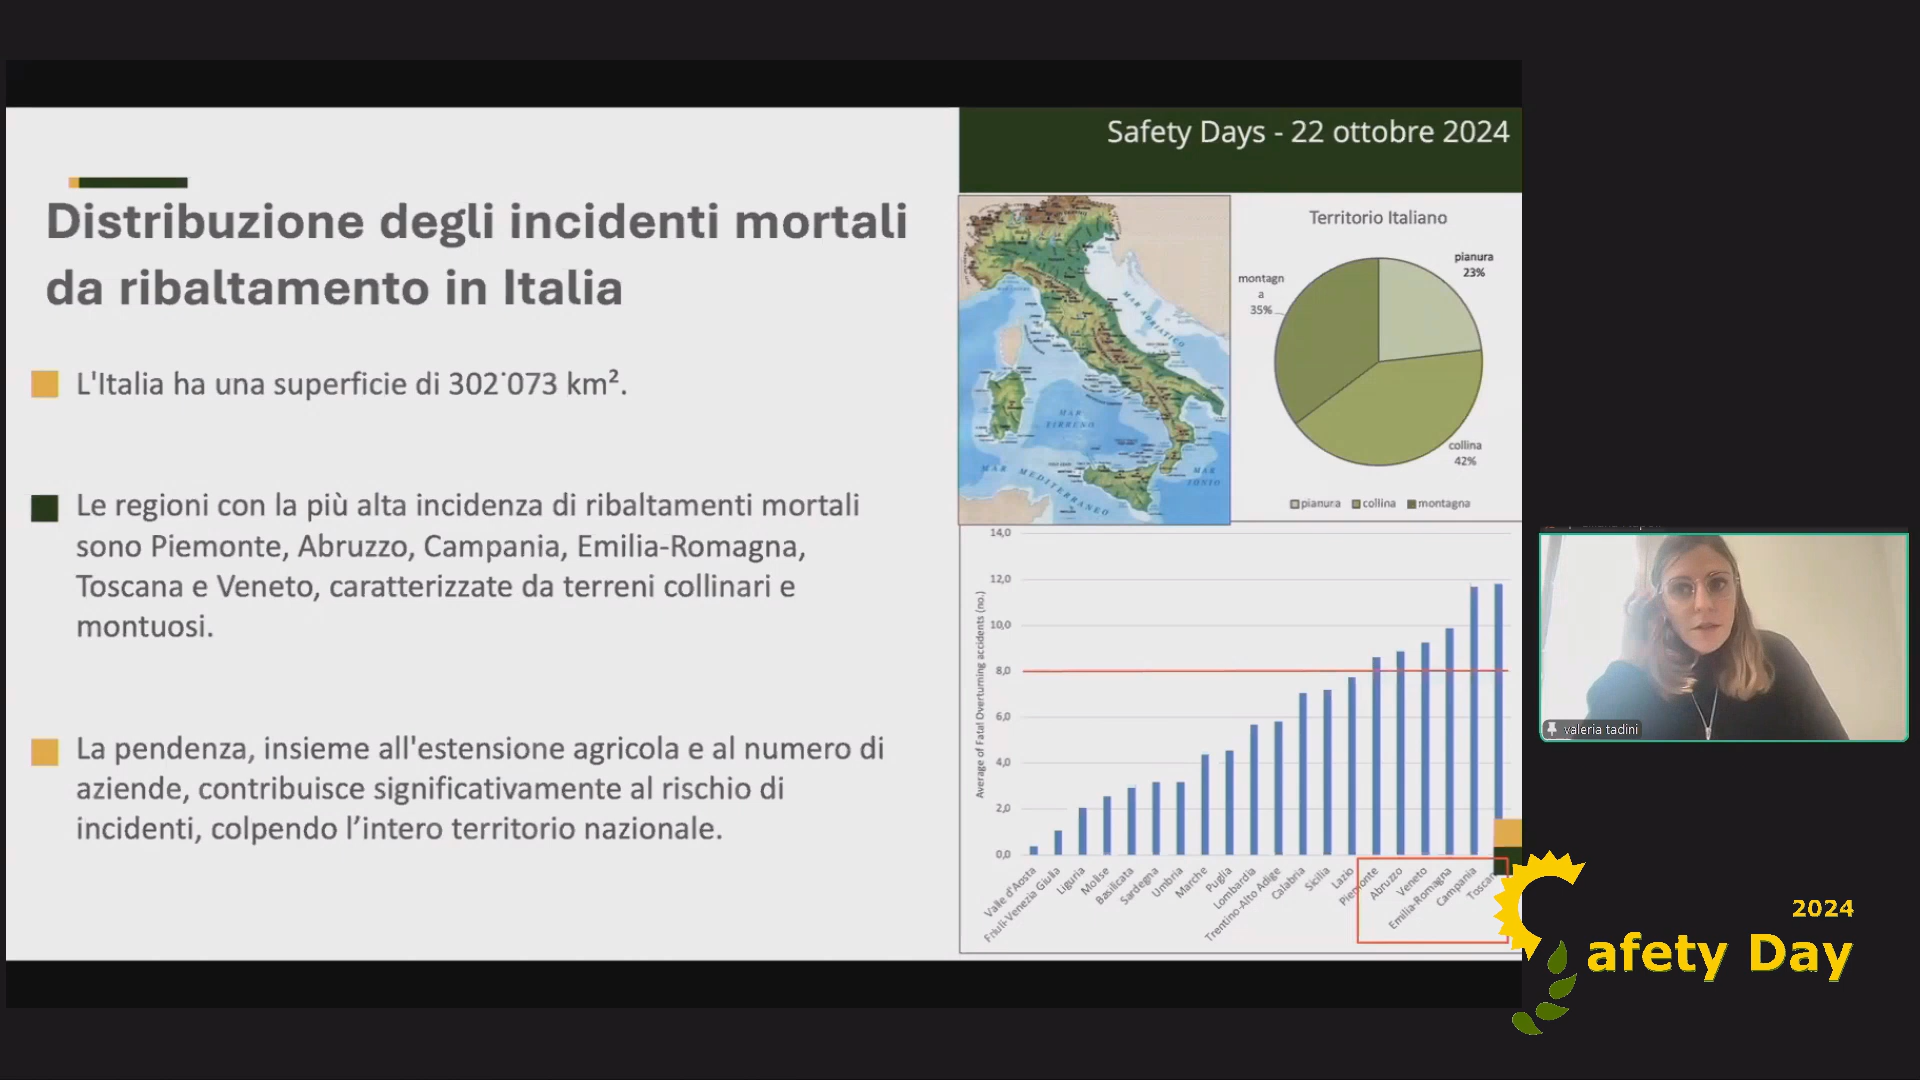 Safety Days - 22 ottobre 2024
Distribuzione degli incidenti mortali
da ribaltamento in Italia
L'Italia ha una superficie di 302˙073 km².
Le regioni con la più alta incidenza di ribaltamenti mortali
sono Piemonte, Abruzzo, Campania, Emilia-Romagna,
Toscana e Veneto, caratterizzate da terreni collinari e
montuosi.
La pendenza, insieme all'estensione agricola e al numero di
aziende, contribuisce significativamente al rischio di
incidenti, colpendo l’intero territorio nazionale.
MAR ADRIATICO
MAR
TIRRENO
MAR MEDITERRANEO
MAR
IONIO
Territorio Italiano
pianura
23%
montagn
a
35%
collina
42%
pianura collina montagna
Average of Fatal Overturning accidents (no.)
14,0
12,0
10,0
8,0
6,0
4,0
2,0
0,0
Valle d'Aosta
Friuli-Venezia Giulia
Liguria
Molise
Basilicata
Sardegna
Umbria
Marche
Puglia
Lombardia
Trentino-Alto Adige
Calabria
Sicilia
Lazio
Piemonte
Abruzzo
Veneto
Emilia-Romagna
Campania
Toscan
valeria tadini
2024
afety Day